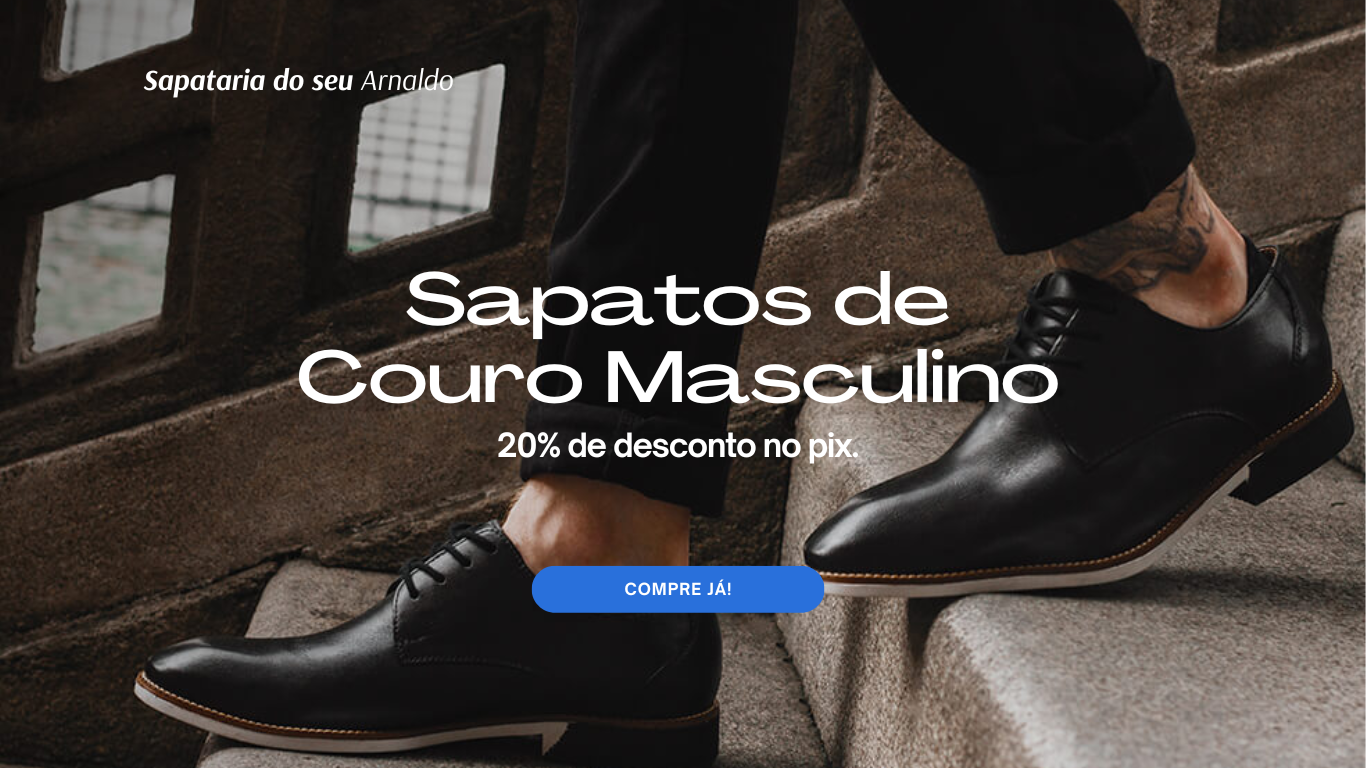 Sapataria do seu Arnaldo
Sapatos de
Couro Masculino
20% de desconto no pix.
COMPRE JÁ!